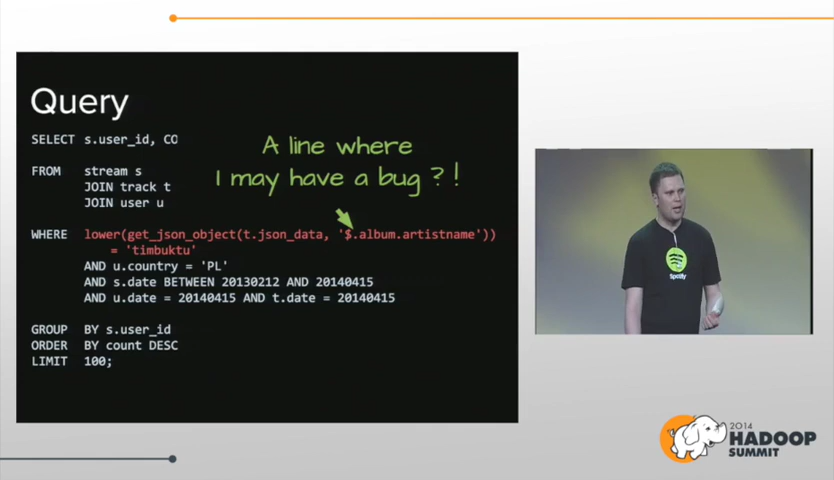 Query
A line where
I may have a bug ? !
SELECT s.user_id, CO
FROM stream s
JOIN track t
JOIN user u
WHERE lower(get_json_object(t.json_data, '$.album.artistname'))
= 'timbuktu'
AND u.country = 'PL'
AND s.date BETWEEN 20130212 AND 20140415
AND u.date = 20140415 AND t.date = 20140415
GROUP BY s.user_id
ORDER BY count DESC
LIMIT 100;
Spotify
2014
HADOOP
SUMMIT